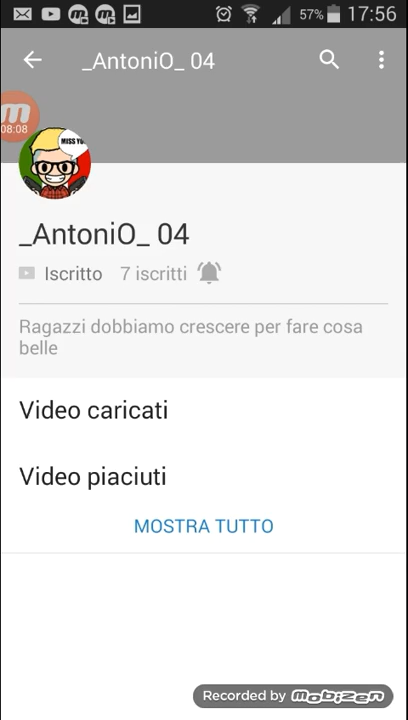 57% 17:56
_AntoniO_ 04
08:08
MISS YO
_AntoniO_ 04
Iscritto 7 iscritti
Ragazzi dobbiamo crescere per fare cosa
belle
Video caricati
Video piaciuti
MOSTRA TUTTO
Recorded by mobizen